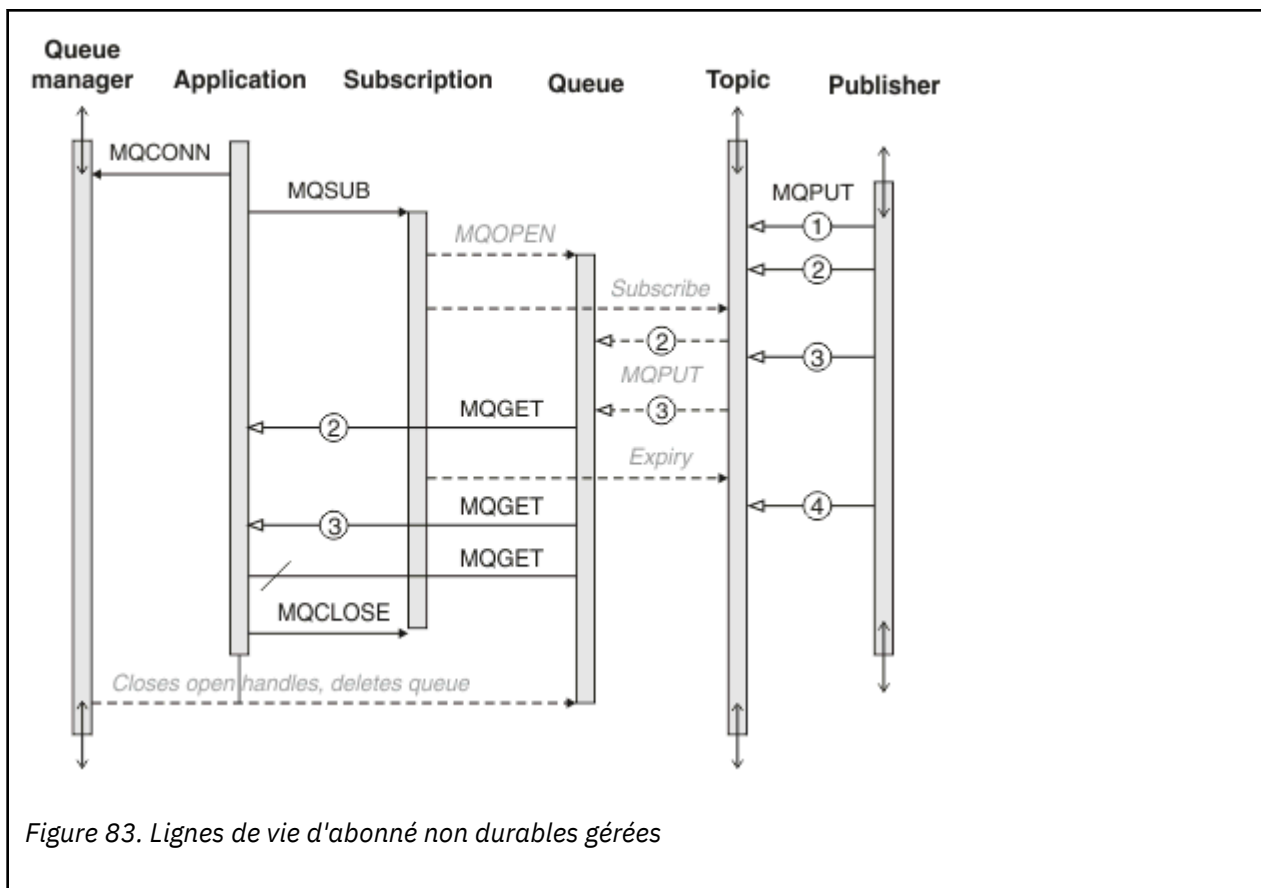 Queue
manager
Application
Subscription
Queue
Topic
Publisher
MQCONN
MQSUB
MQPUT
1
MQOPEN
2
Subscribe
2
3
MQPUT
3
MQGET
2
Expiry
4
MQGET
3
MQGET
MQCLOSE
Closes open handles, deletes queue
Figure 83. Lignes de vie d'abonné non durables gérées